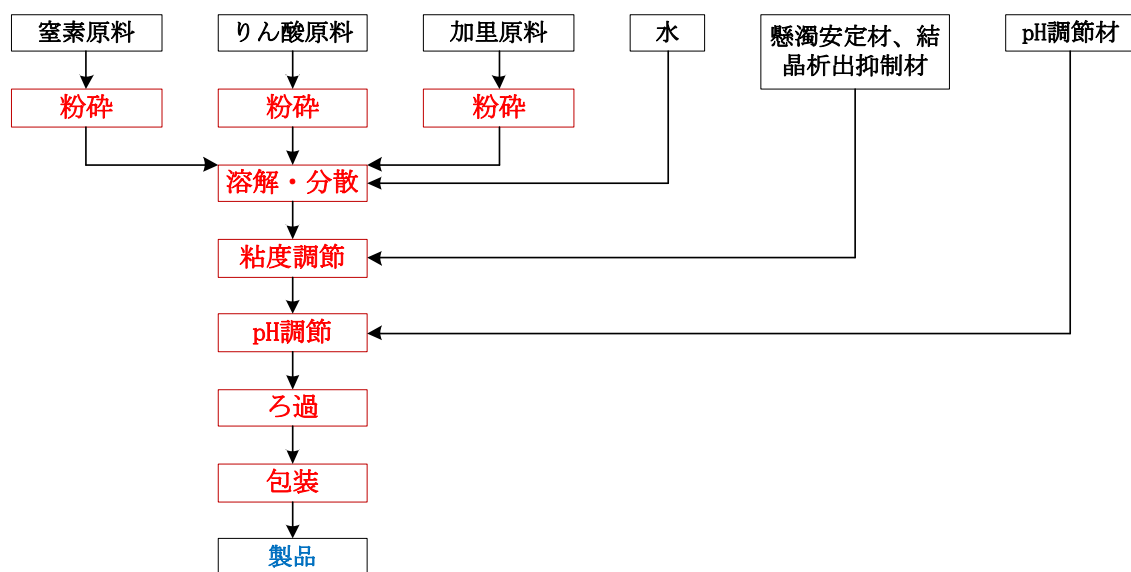 窒素原料
りん酸原料
加里原料
水
懸濁安定材、結
晶析出抑制材
pH調節材
粉砕
粉砕
粉砕
溶解・分散
粘度調節
pH調節
ろ過
包装
製品